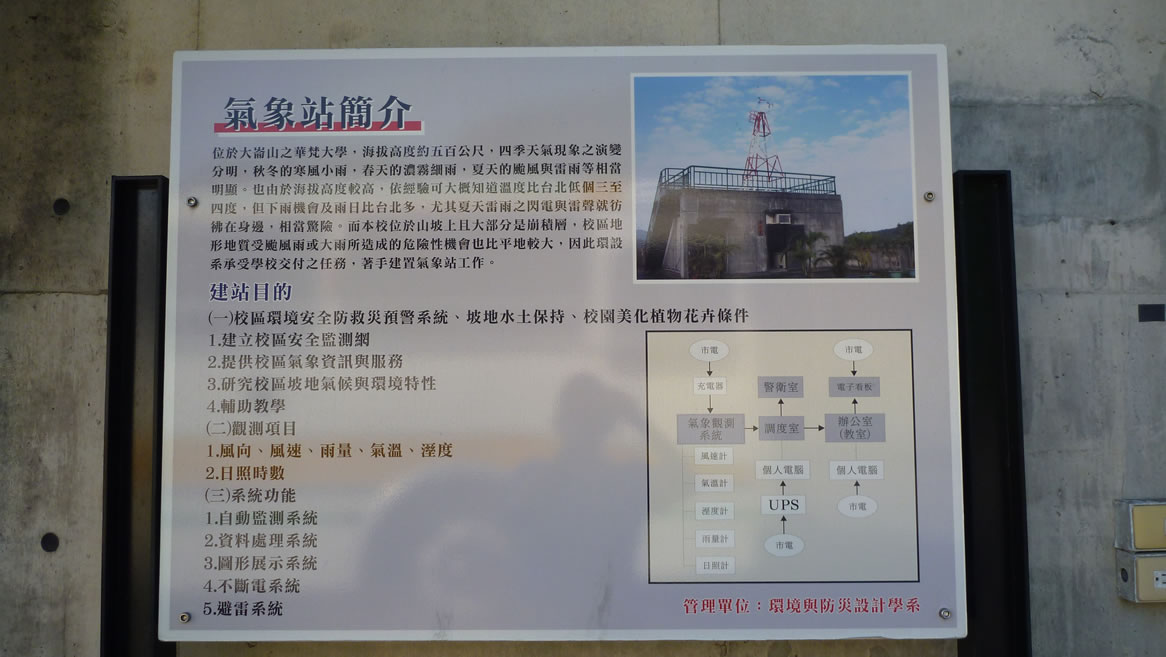 氣象站簡介
位於大崙山之華梵大學，海拔高度約五百公尺，四季天氣現象之演變
分明，秋冬的寒風小雨，春天的濃霧細雨，夏天的颱風與雷雨等相當
明顯。也由於海拔高度較高，依經驗可大概知道溫度比台北低個三至
四度，但下雨機會及雨日比台北多，尤其夏天雷雨之閃電與雷聲就彷
彿在身邊，相當驚險。而本校位於山坡上且大部分是崩積層，校區地
形地質受颱風雨或大雨所造成的危險性機會也比平地較大，因此環設
系承受學校交付之任務，著手建置氣象站工作。
建站目的
(一)校區環境安全防救災預警系統、坡地水土保持、校園美化植物花卉條件
1.建立校區安全監測網
2.提供校區氣象資訊與服務
3.研究校區坡地氣候與環境特性
4.輔助教學
(二)觀測項目
1.風向、風速、雨量、氣溫、溼度
2.日照時數
(三)系統功能
1.自動監測系統
2.資料處理系統
3.圖形展示系統
4.不斷電系統
5.避雷系統
市電
市電
充電器
警衛室
電子看板
氣象觀測
系統
調度室
辦公室
(教室)
風速計
個人電腦
個人電腦
氣溫計
溼度計
UPS
市電
雨量計
市電
日照計
管理單位：環境與防災設計學系